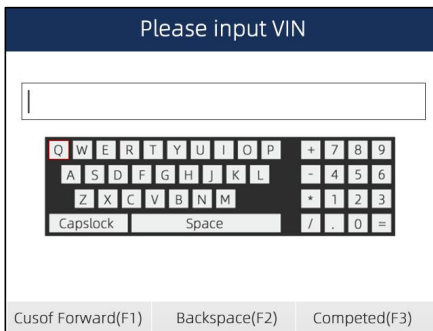 Please input VIN
Q W E R T Y U I O P + 7 8 9
A S D F G H J K L - 4 5 6
Z X C V B N M * 1 2 3
Capslock Space / . 0 =
Cusof Forward(F1) Backspace(F2) Competed(F3)